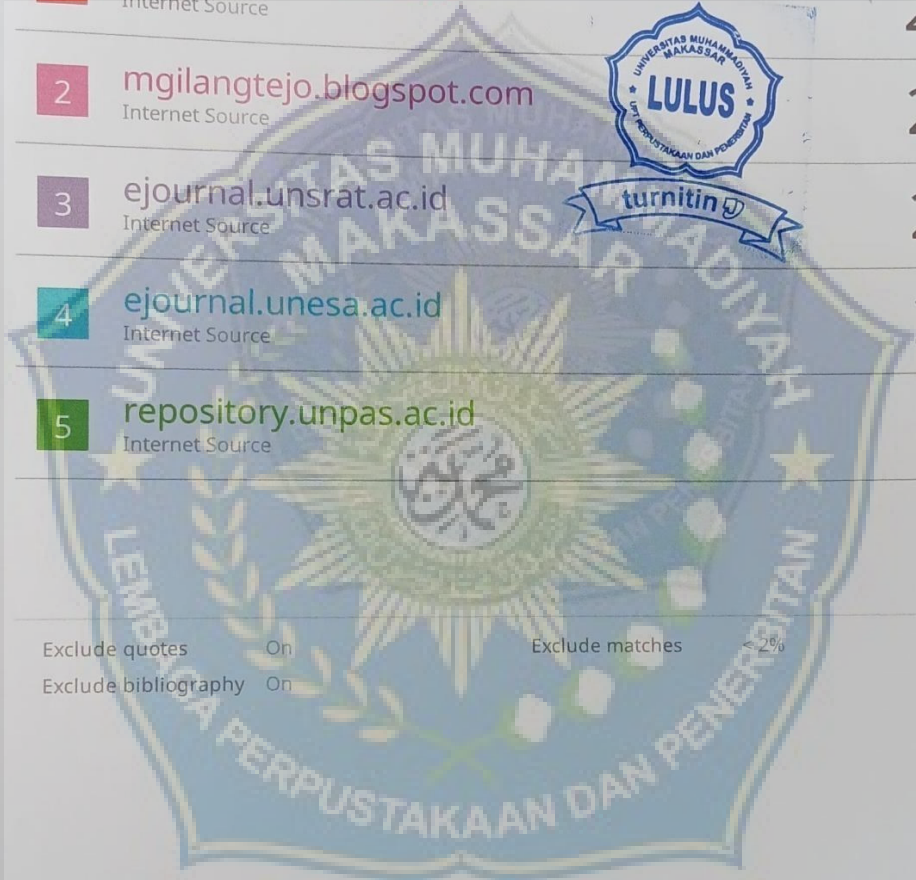 Internet Source
2 mgilangtejo.blogspot.com
Internet Source
3 ejournal.unsrat.ac.id
Internet Source
4 ejournal.unesa.ac.id
Internet Source
5 repository.unpas.ac.id
Internet Source
Exclude quotes On
Exclude matches < 2%
Exclude bibliography On
UNIVERSITAS MUHAMMADIYAH
MAKASSAR
LULUS
UPT PERPUSTAKAAN DAN PENERBITAN
turnitin
UNIVERSITAS MUHAMMADIYAH
MAKASSAR
محمد
LEMBAGA PERPUSTAKAAN DAN PENERBITAN